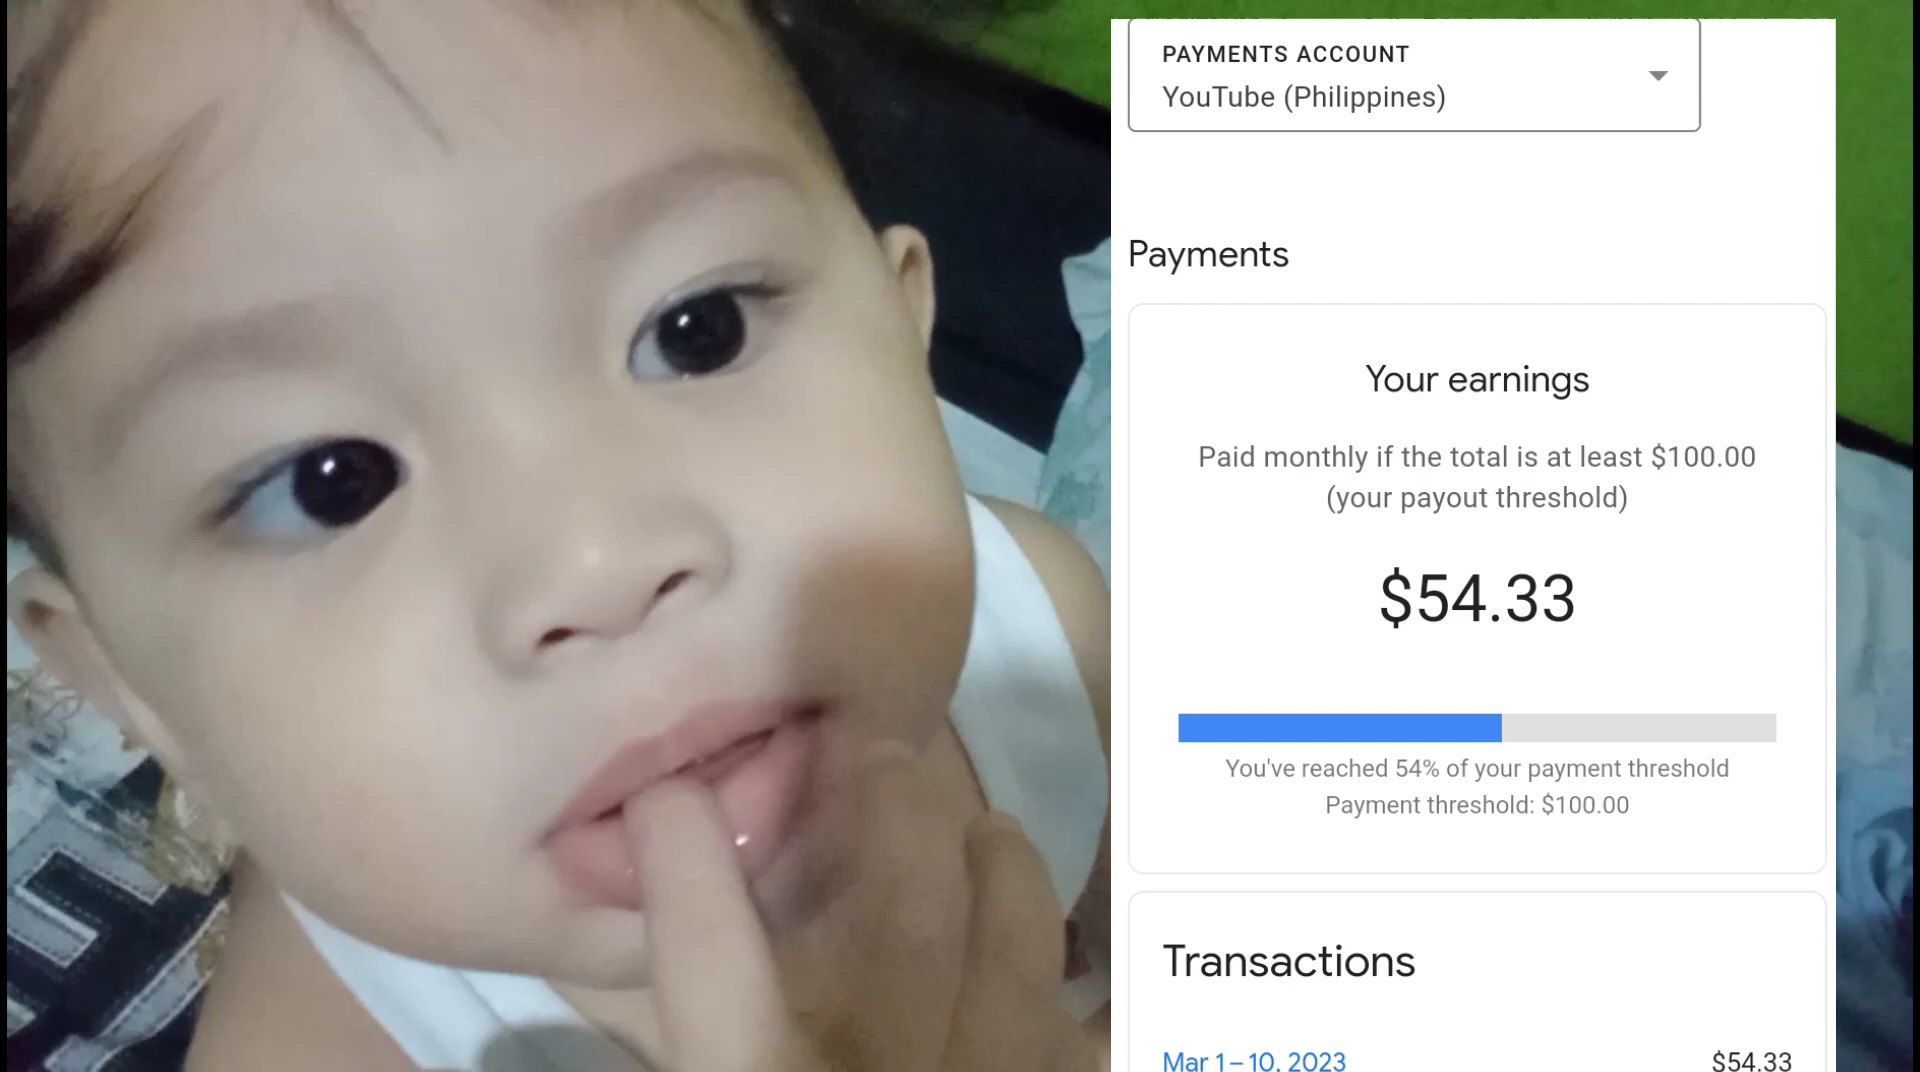 PAYMENTS ACCOUNT
YouTube (Philippines)
Payments
Your earnings
Paid monthly if the total is at least $100.00
(your payout threshold)
$54.33
You've reached 54% of your payment threshold
Payment threshold: $100.00
Transactions
Mar 1 – 10, 2023 $54.33